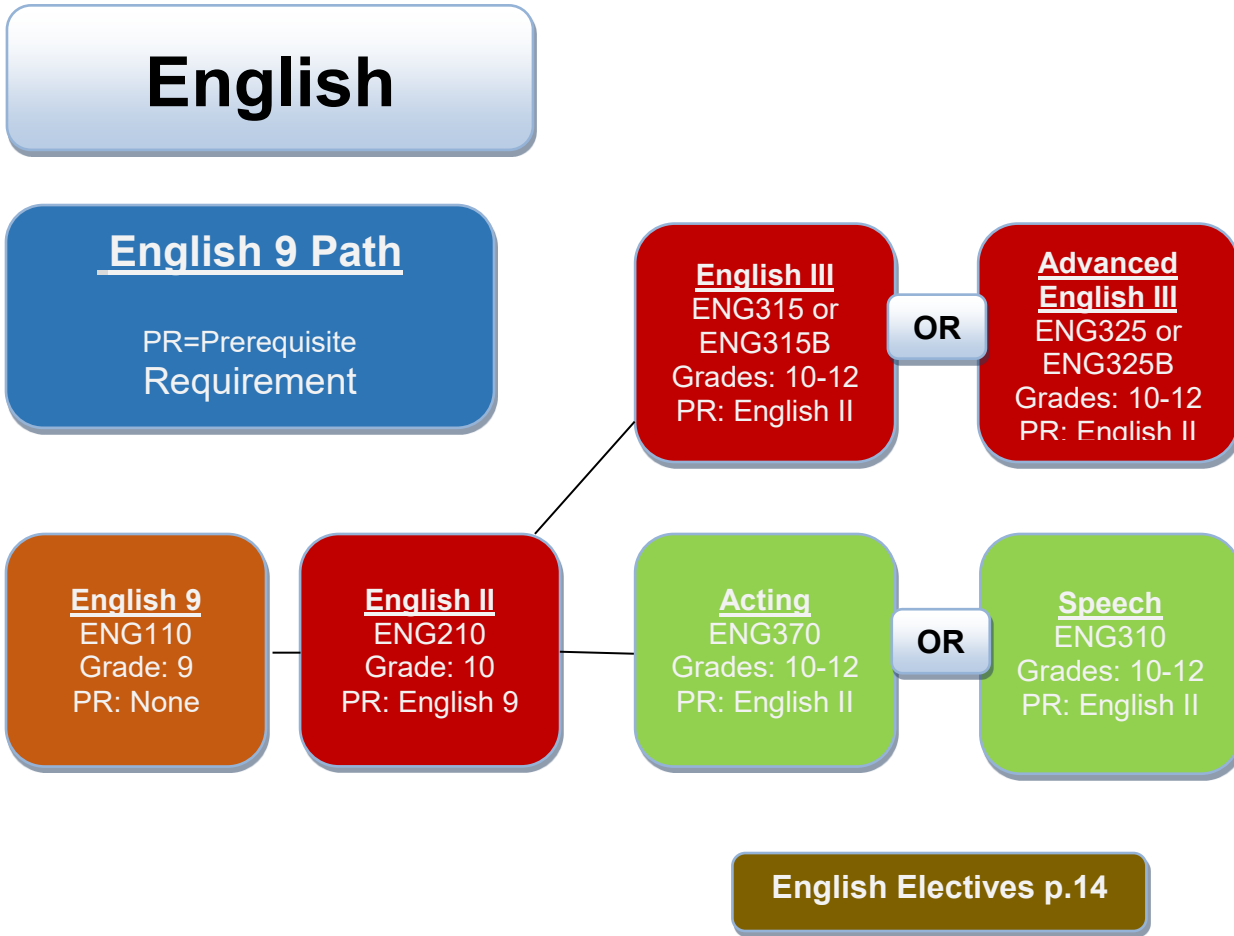 English
English 9 Path
PR=Prerequisite
Requirement
English III
ENG315 or
ENG315B
Grades: 10-12
PR: English II
OR
Advanced
English III
ENG325 or
ENG325B
Grades: 10-12
PR: English II
English 9
ENG110
Grade: 9
PR: None
English II
ENG210
Grade: 10
PR: English 9
Acting
ENG370
Grades: 10-12
PR: English II
OR
Speech
ENG310
Grades: 10-12
PR: English II
English Electives p.14